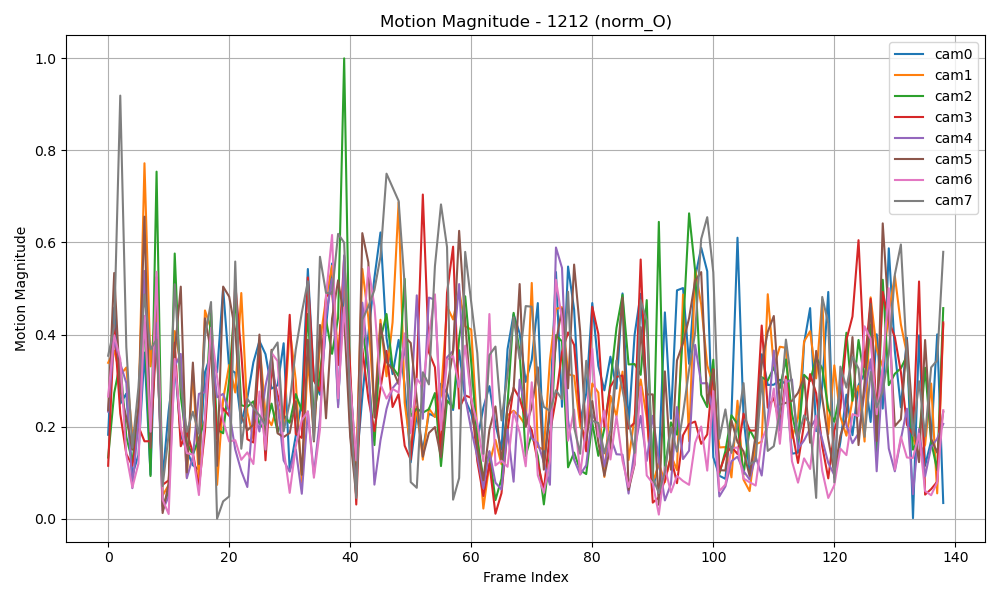 Motion Magnitude - 1212 (norm_O)
Motion Magnitude
1.0
0.8
0.6
0.4
0.2
0.0
0 20 40 60 80 100 120 140
Frame Index
cam0
cam1
cam2
cam3
cam4
cam5
cam6
cam7